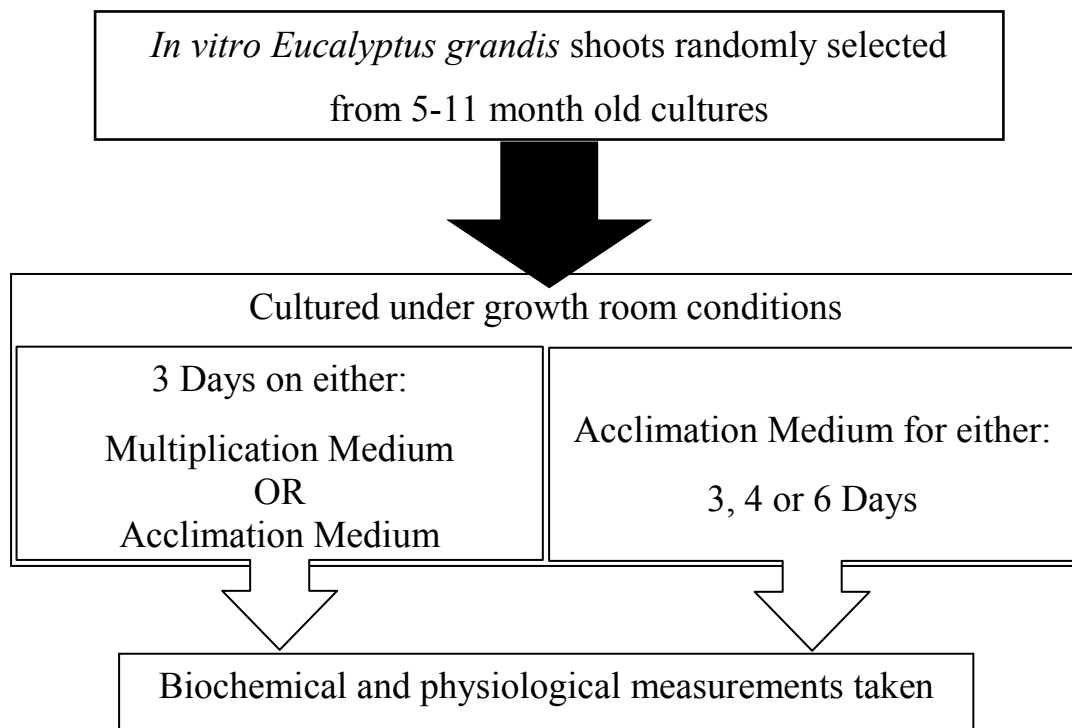 In vitro Eucalyptus grandis shoots randomly selected
from 5-11 month old cultures
Cultured under growth room conditions
3 Days on either:
Multiplication Medium
OR
Acclimation Medium
Acclimation Medium for either:
3, 4 or 6 Days
Biochemical and physiological measurements taken